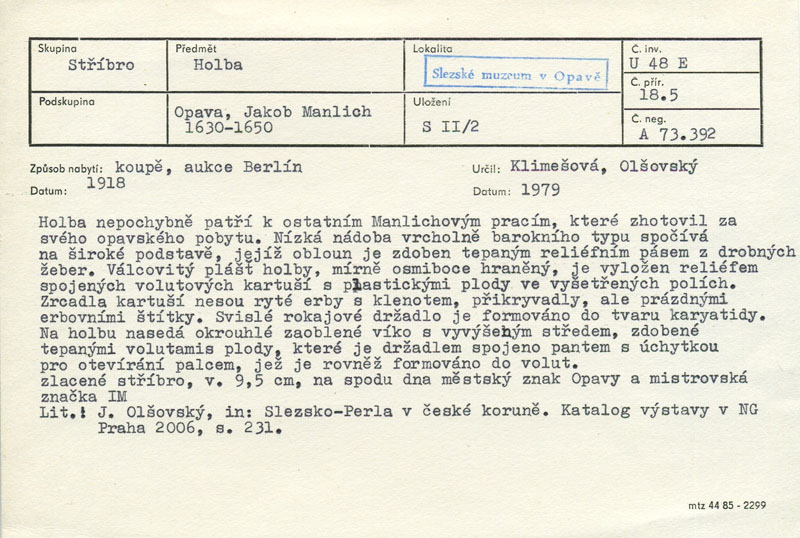 Skupina
Stříbro
Předmět
Holba
Lokalita
Slezské muzeum v Opavě
Č. inv.
U 48 E
Č. přír.
18.5
Podskupina
Opava, Jakob Manlich
1630-1650
Uložení
S II/2
Č. neg.
A 73.392
Způsob nabytí: koupě, aukce Berlín
Datum: 1918
Určil: Klimešová, Olšovský
Datum: 1979
Holba nepochybně patří k ostatním Manlichovým pracím, které zhotovil za
svého opavského pobytu. Nízká nádoba vrcholně barokního typu spočívá
na široké podstavě, jejíž obloun je zdoben tepaným reliéfním pásem z drobných
žeber. Válcovitý plášť holby, mírně osmiboce hraněný, je vyložen reliéfem
spojených volutových kartuší s plastickými plody ve vyšetřených polích.
Zrcadla kartuší nesou ryté erby s klenotem, přikryvadly, ale prázdnými
erbovními štítky. Svislé rokajové držadlo je formováno do tvaru karyatidy.
Na holbu nasedá okrouhlé zaoblené víko s vyvýšeným středem, zdobené
tepanými volutamis plody, které je držadlem spojeno pantem s úchytkou
pro otevírání palcem, jež je rovněž formováno do volut.
zlacené stříbro, v. 9,5 cm, na spodu dna městský znak Opavy a mistrovská
značka IM
Lit.: J. Olšovský, in: Slezsko-Perla v české koruně. Katalog výstavy v NG
Praha 2006, s. 231.
mtz 44 85 - 2299